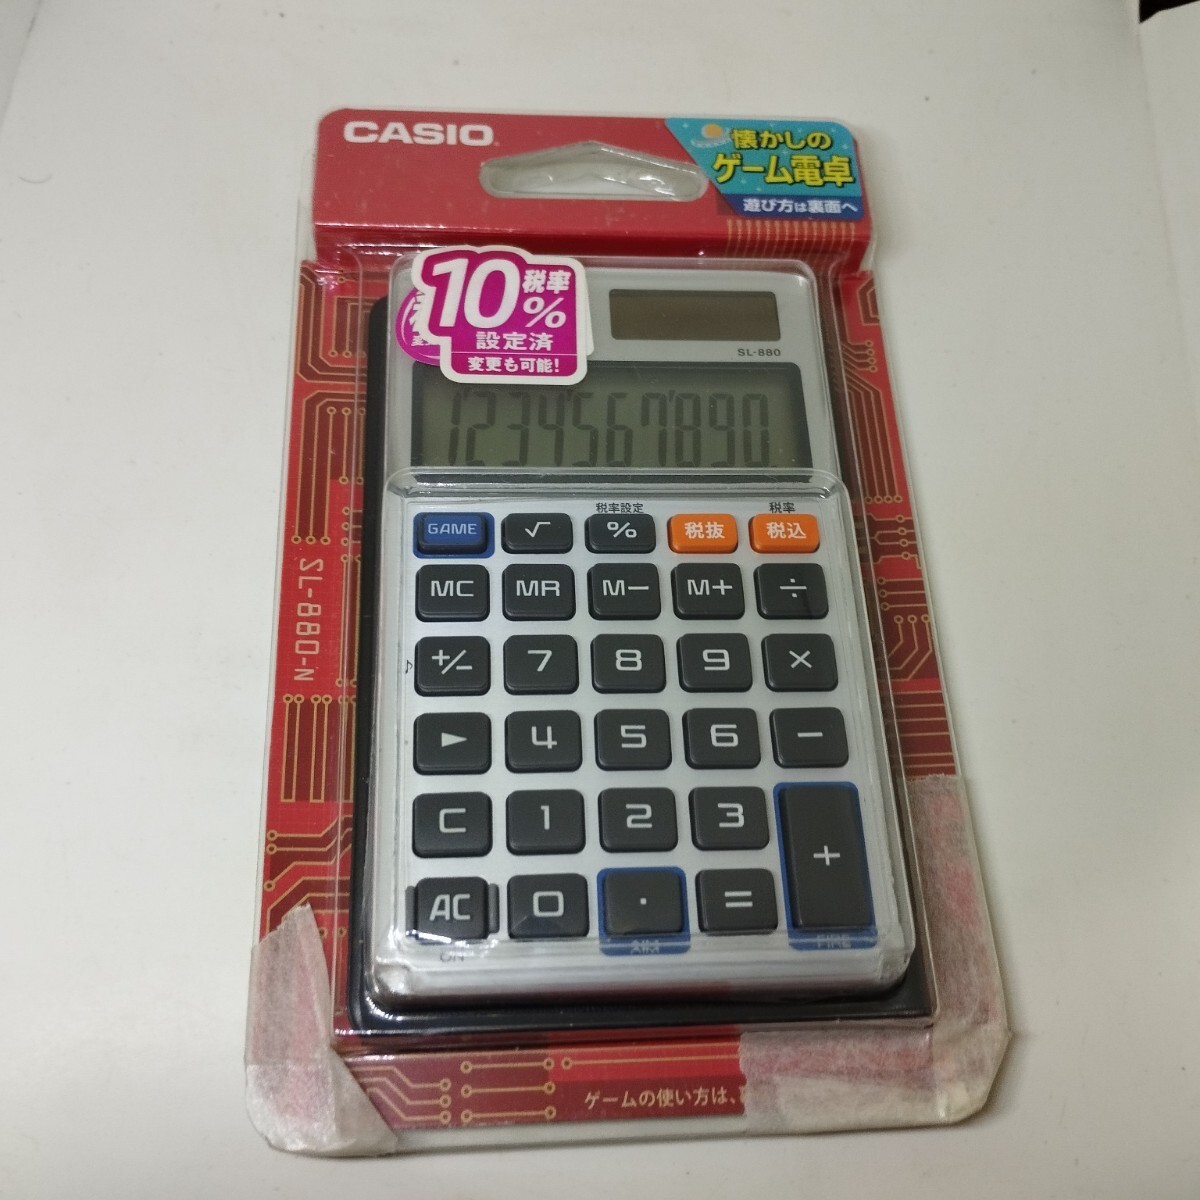 CASIO
懐かしの
ゲーム電卓
遊び方は裏面へ
10%
税率
設定済
変更も可能!
SL-880
1234567890.
税率設定
税率
GAME √ % 税抜 税込
MC MR M− M+ ÷
♪ +/− 7 8 9 ×
► 4 5 6 −
C 1 2 3 +
AC 0 . =
ON
AIM
FIRE
SL-880-N
ゲームの使い方は、